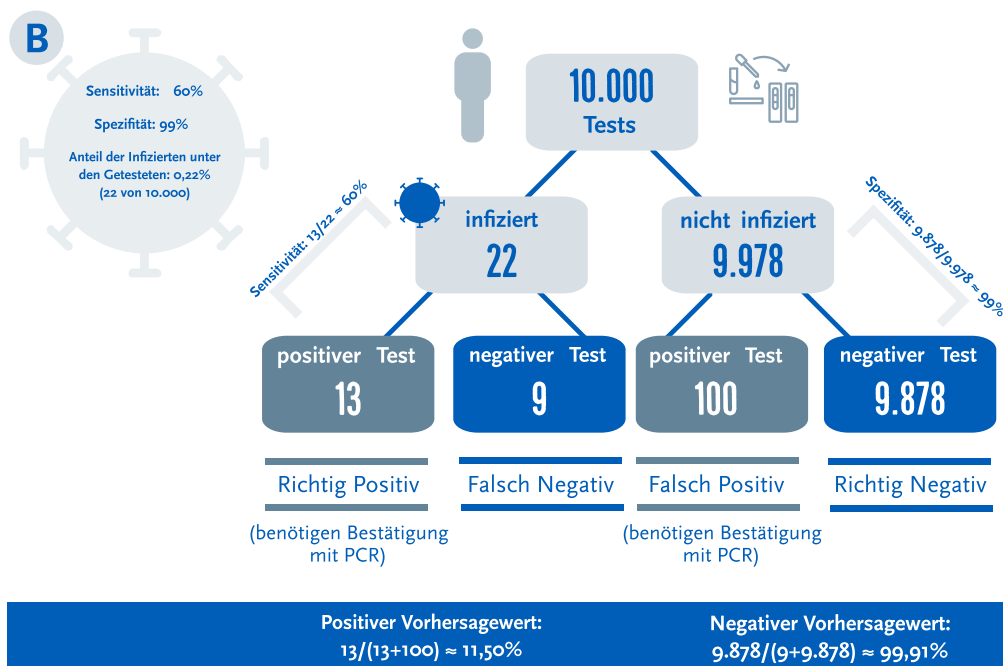 B
Sensitivität: 60%
Spezifität: 99%
Anteil der Infizierten unter
den Getesteten: 0,22%
(22 von 10.000)
10.000
Tests
Sensitivität: 13/22 ≈ 60%
infiziert
22
nicht infiziert
9.978
Spezifität: 9.878/9.978 ≈ 99%
positiver Test
13
negativer Test
9
positiver Test
100
negativer Test
9.878
Richtig Positiv
Falsch Negativ
Falsch Positiv
Richtig Negativ
(benötigen Bestätigung
mit PCR)
(benötigen Bestätigung
mit PCR)
Positiver Vorhersagewert:
13/(13+100) ≈ 11,50%
Negativer Vorhersagewert:
9.878/(9+9.878) ≈ 99,91%